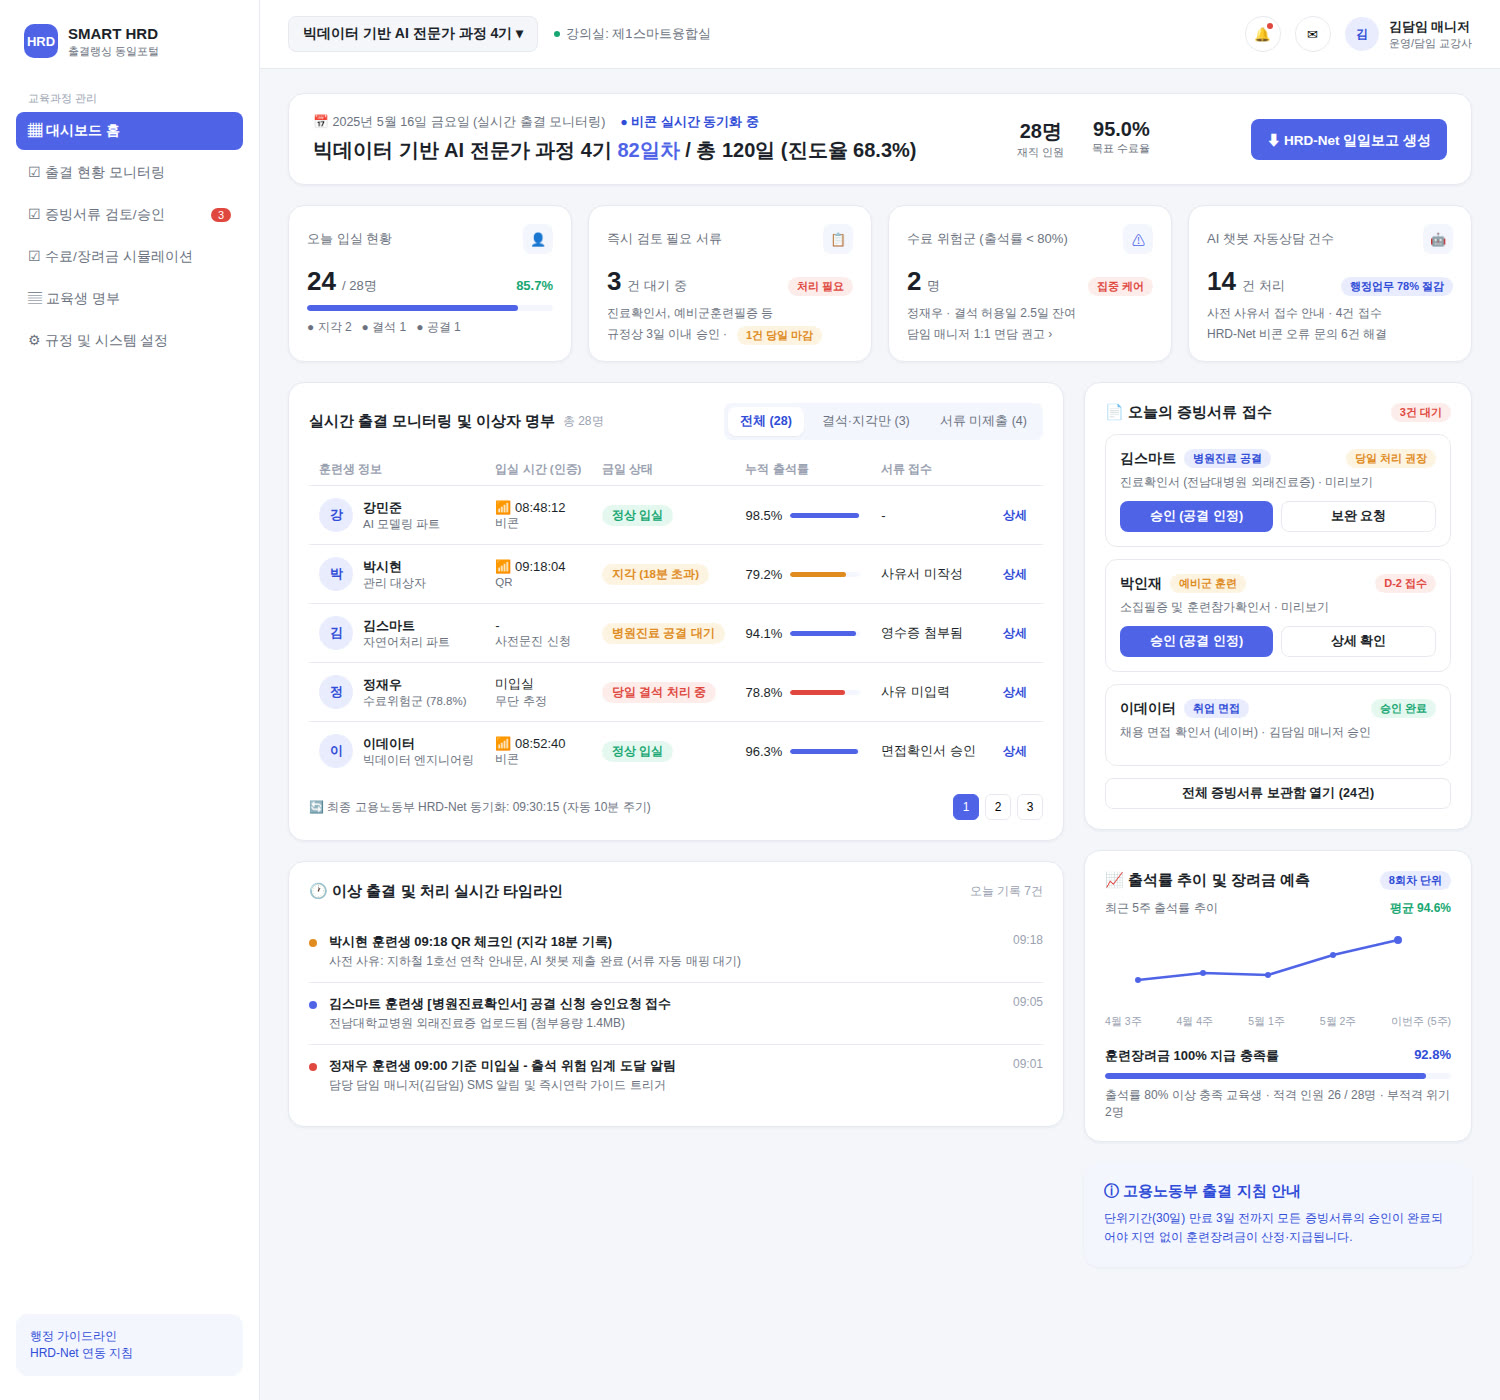 HRD
SMART HRD
출결랭싱 동일포털
교육과정 관리
대시보드 홈
출결 현황 모니터링
증빙서류 검토/승인 3
수료/장려금 시뮬레이션
교육생 명부
규정 및 시스템 설정
행정 가이드라인
HRD-Net 연동 지침
빅데이터 기반 AI 전문가 과정 4기 ▾
강의실: 제1스마트융합실
김
김담임 매니저
운영/담임 교강사
2025년 5월 16일 금요일 (실시간 출결 모니터링) ● 비콘 실시간 동기화 중
빅데이터 기반 AI 전문가 과정 4기 82일차 / 총 120일 (진도율 68.3%)
28명
재직 인원
95.0%
목표 수료율
⬇ HRD-Net 일일보고 생성
오늘 입실 현황
24 / 28명 85.7%
● 지각 2 ● 결석 1 ● 공결 1
즉시 검토 필요 서류
3 건 대기 중 처리 필요
진료확인서, 예비군훈련필증 등
규정상 3일 이내 승인 · 1건 당일 마감
수료 위험군 (출석률 < 80%)
2 명 집중 케어
정재우 · 결석 허용일 2.5일 잔여
담임 매니저 1:1 면담 권고 ›
AI 챗봇 자동상담 건수
14 건 처리 행정업무 78% 절감
사전 사유서 접수 안내 · 4건 접수
HRD-Net 비콘 오류 문의 6건 해결
실시간 출결 모니터링 및 이상자 명부 총 28명
전체 (28) 결석·지각만 (3) 서류 미제출 (4)
훈련생 정보 입실 시간 (인증) 금일 상태 누적 출석률 서류 접수
강 강민준 08:48:12 정상 입실 98.5% - 상세
AI 모델링 파트 비콘
박 박시현 09:18:04 지각 (18분 초과) 79.2% 사유서 미작성 상세
관리 대상자 QR
김 김스마트 - 병원진료 공결 대기 94.1% 영수증 첨부됨 상세
자연어처리 파트 사전문진 신청
정 정재우 미입실 당일 결석 처리 중 78.8% 사유 미입력 상세
수료위험군 (78.8%) 무단 추정
이 이데이터 08:52:40 정상 입실 96.3% 면접확인서 승인 상세
빅데이터 엔지니어링 비콘
최종 고용노동부 HRD-Net 동기화: 09:30:15 (자동 10분 주기)
1 2 3
이상 출결 및 처리 실시간 타임라인 오늘 기록 7건
박시현 훈련생 09:18 QR 체크인 (지각 18분 기록) 09:18
사전 사유: 지하철 1호선 연착 안내문, AI 챗봇 제출 완료 (서류 자동 매핑 대기)
김스마트 훈련생 [병원진료확인서] 공결 신청 승인요청 접수 09:05
전남대학교병원 외래진료증 업로드됨 (첨부용량 1.4MB)
정재우 훈련생 09:00 기준 미입실 - 출석 위험 임계 도달 알림 09:01
담당 담임 매니저(김담임) SMS 알림 및 즉시연락 가이드 트리거
오늘의 증빙서류 접수 3건 대기
김스마트 병원진료 공결 당일 처리 권장
진료확인서 (전남대병원 외래진료증) · 미리보기
승인 (공결 인정) 보완 요청
박인재 예비군 훈련 D-2 접수
소집필증 및 훈련참가확인서 · 미리보기
승인 (공결 인정) 상세 확인
이데이터 취업 면접 승인 완료
채용 면접 확인서 (네이버) · 김담임 매니저 승인
전체 증빙서류 보관함 열기 (24건)
출석률 추이 및 장려금 예측 8회차 단위
최근 5주 출석률 추이 평균 94.6%
4월 3주 4월 4주 5월 1주 5월 2주 이번주 (5주)
훈련장려금 100% 지급 충족률 92.8%
출석률 80% 이상 충족 교육생 · 적격 인원 26 / 28명 · 부적격 위기
2명
ⓘ 고용노동부 출결 지침 안내
단위기간(30일) 만료 3일 전까지 모든 증빙서류의 승인이 완료되
어야 지연 없이 훈련장려금이 산정·지급됩니다.